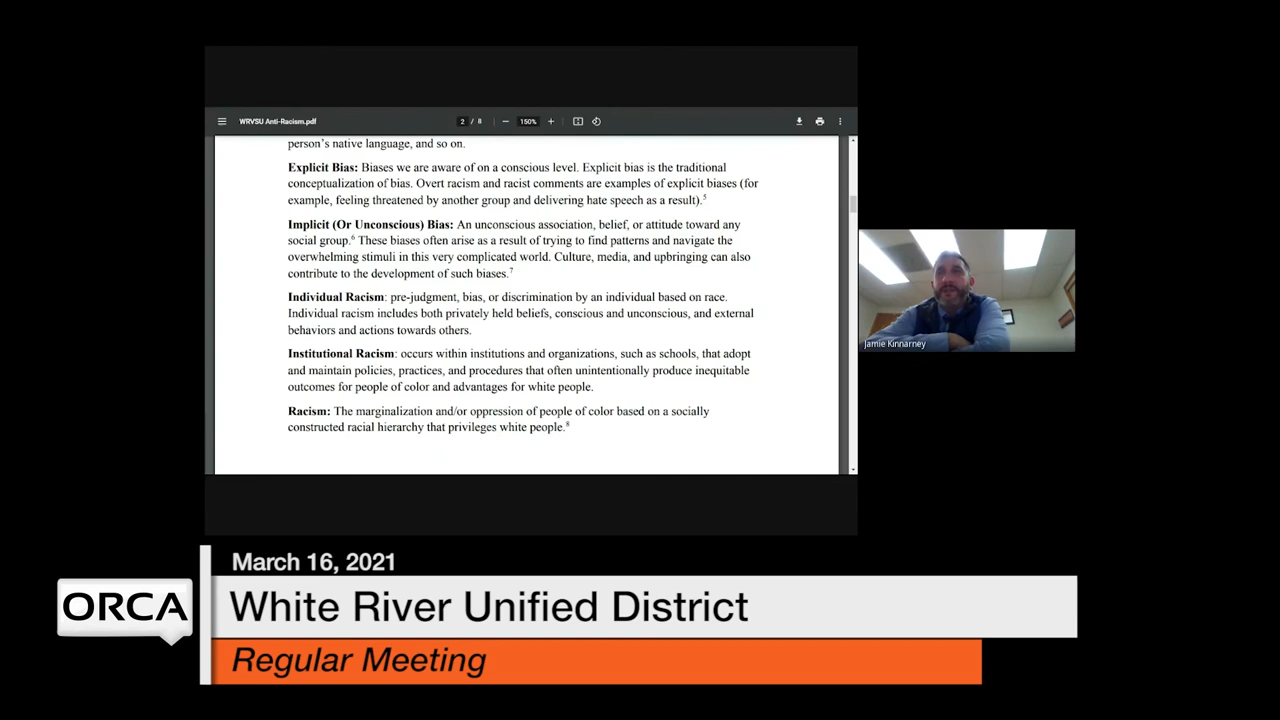 WRVSU Anti-Racism.pdf
2 / 8
150%
person's native language, and so on.
Explicit Bias: Biases we are aware of on a conscious level. Explicit bias is the traditional
conceptualization of bias. Overt racism and racist comments are examples of explicit biases (for
example, feeling threatened by another group and delivering hate speech as a result).5
Implicit (Or Unconscious) Bias: An unconscious association, belief, or attitude toward any
social group.6 These biases often arise as a result of trying to find patterns and navigate the
overwhelming stimuli in this very complicated world. Culture, media, and upbringing can also
contribute to the development of such biases.7
Individual Racism: pre-judgment, bias, or discrimination by an individual based on race.
Individual racism includes both privately held beliefs, conscious and unconscious, and external
behaviors and actions towards others.
Institutional Racism: occurs within institutions and organizations, such as schools, that adopt
and maintain policies, practices, and procedures that often unintentionally produce inequitable
outcomes for people of color and advantages for white people.
Racism: The marginalization and/or oppression of people of color based on a socially
constructed racial hierarchy that privileges white people.8
Jamie Kinnarney
March 16, 2021
ORCA
White River Unified District
Regular Meeting